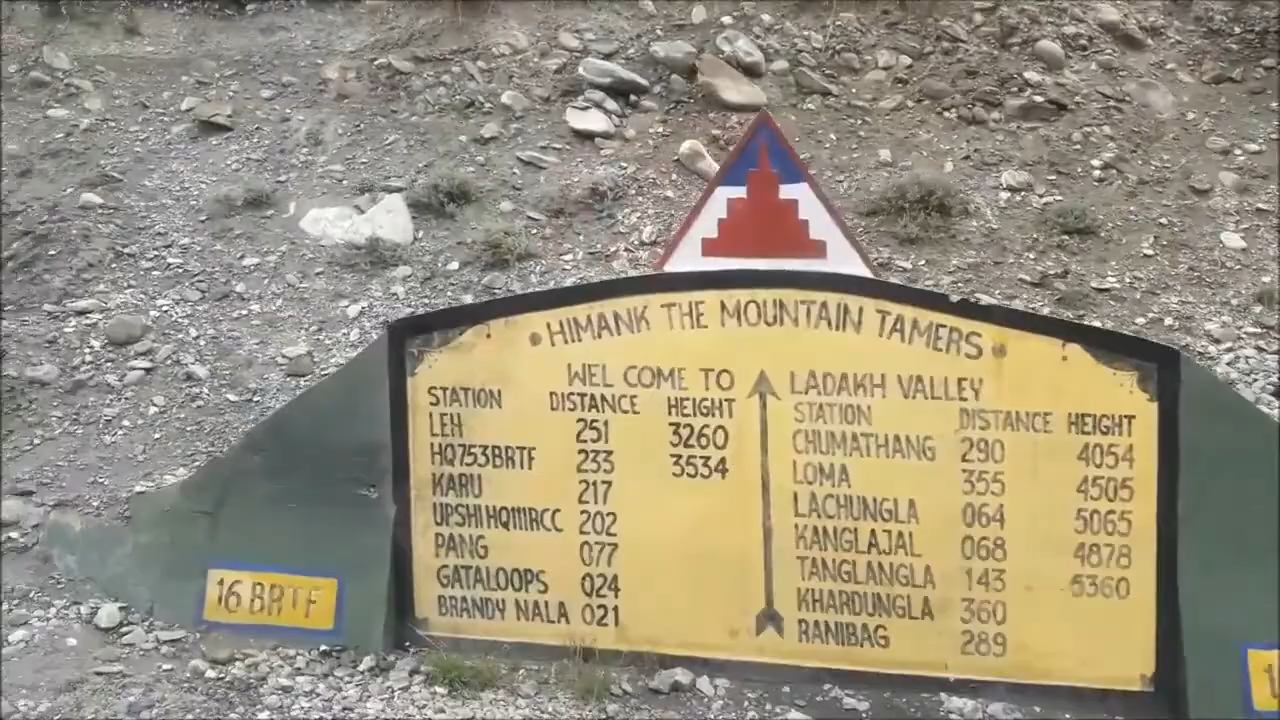 HIMANK THE MOUNTAIN TAMERS
WEL COME TO LADAKH VALLEY
STATION DISTANCE HEIGHT
LEH 251 3260
HQ753BRTF 233 3534
KARU 217
UPSHI HQ111RCC 202
PANG 077
GATALOOPS 024
BRANDY NALA 021
STATION DISTANCE HEIGHT
CHUMATHANG 290 4054
LOMA 355 4505
LACHUNGLA 064 5065
KANGLAJAL 068 4878
TANGLANGLA 143 5360
KHARDUNGLA 360
RANIBAG 289
16 BRTF
1